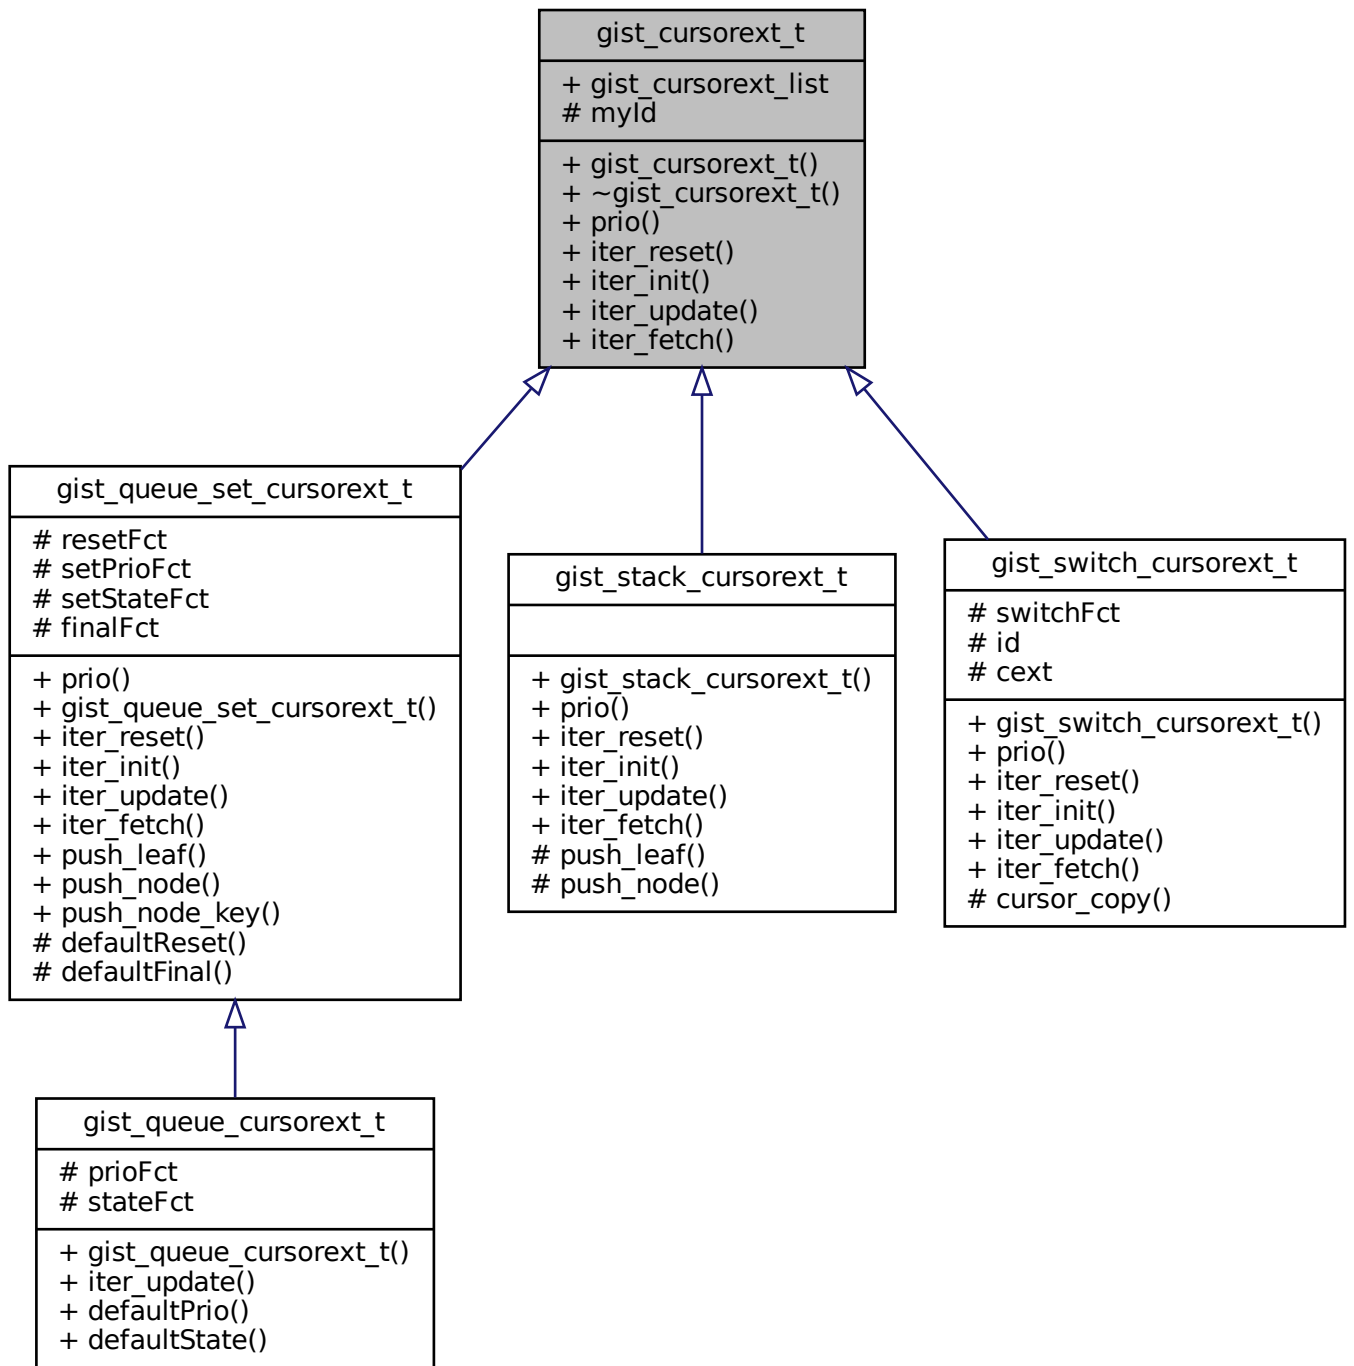 gist_cursorext_t
+ gist_cursorext_list
# myId
+ gist_cursorext_t()
+ ~gist_cursorext_t()
+ prio()
+ iter_reset()
+ iter_init()
+ iter_update()
+ iter_fetch()
gist_queue_set_cursorext_t
# resetFct
# setPrioFct
# setStateFct
# finalFct
+ prio()
+ gist_queue_set_cursorext_t()
+ iter_reset()
+ iter_init()
+ iter_update()
+ iter_fetch()
+ push_leaf()
+ push_node()
+ push_node_key()
# defaultReset()
# defaultFinal()
gist_stack_cursorext_t
+ gist_stack_cursorext_t()
+ prio()
+ iter_reset()
+ iter_init()
+ iter_update()
+ iter_fetch()
# push_leaf()
# push_node()
gist_switch_cursorext_t
# switchFct
# id
# cext
+ gist_switch_cursorext_t()
+ prio()
+ iter_reset()
+ iter_init()
+ iter_update()
+ iter_fetch()
# cursor_copy()
gist_queue_cursorext_t
# prioFct
# stateFct
+ gist_queue_cursorext_t()
+ iter_update()
+ defaultPrio()
+ defaultState()